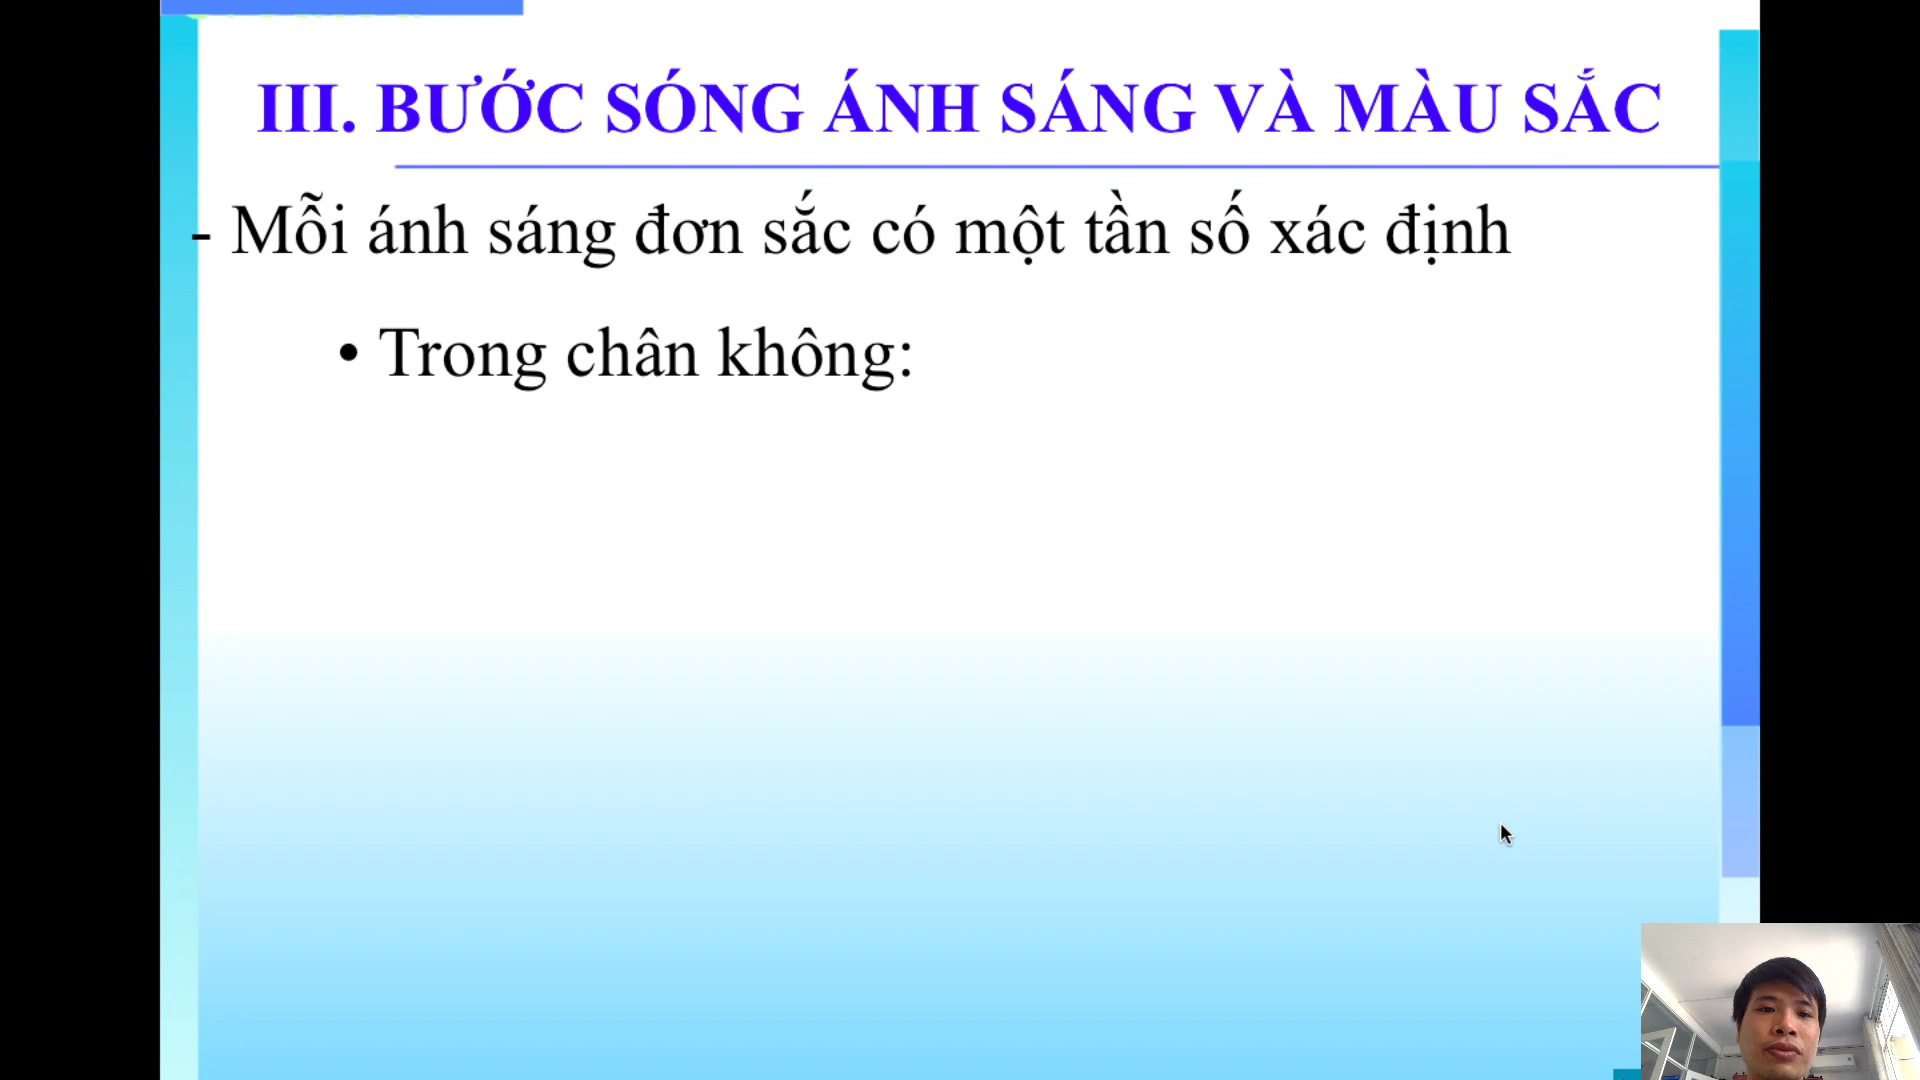 III. BƯỚC SÓNG ÁNH SÁNG VÀ MÀU SẮC
- Mỗi ánh sáng đơn sắc có một tần số xác định
• Trong chân không: